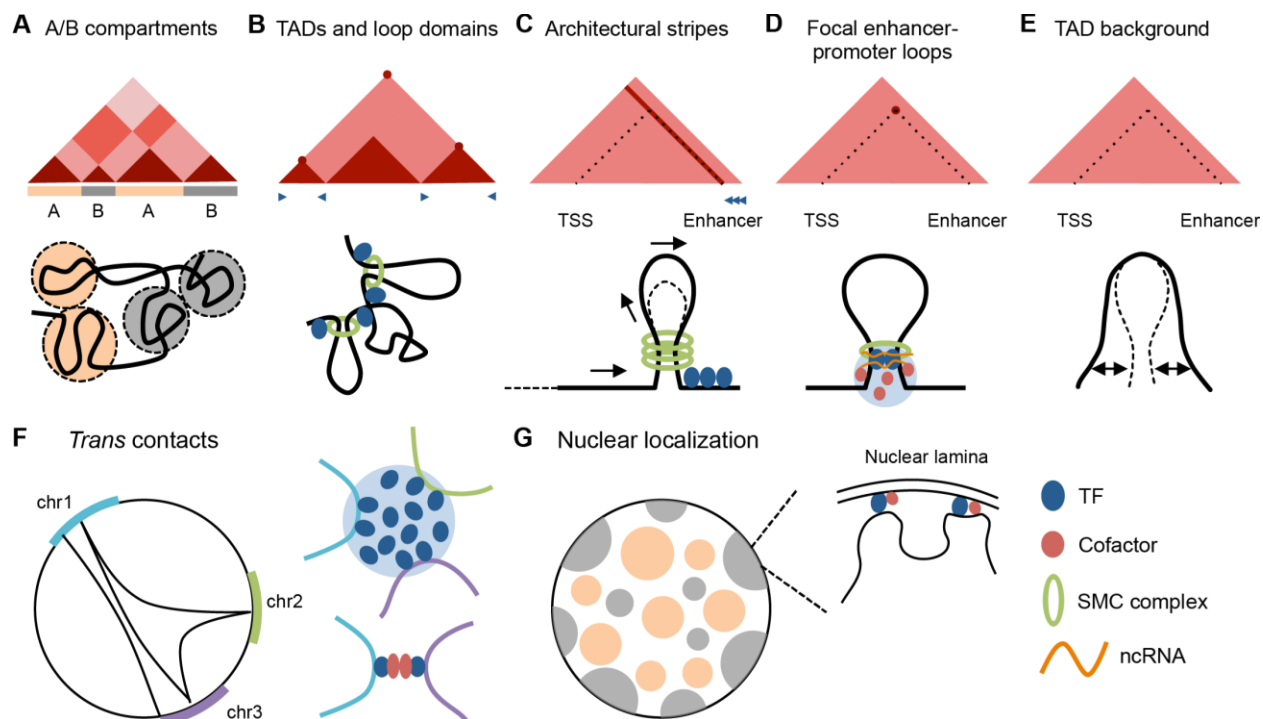 A A/B compartments
B TADs and loop domains
C Architectural stripes
D Focal enhancer-
promoter loops
E TAD background
A B A B
TSS Enhancer
TSS Enhancer
TSS Enhancer
F Trans contacts
chr1
chr2
chr3
G Nuclear localization
Nuclear lamina
TF
Cofactor
SMC complex
ncRNA